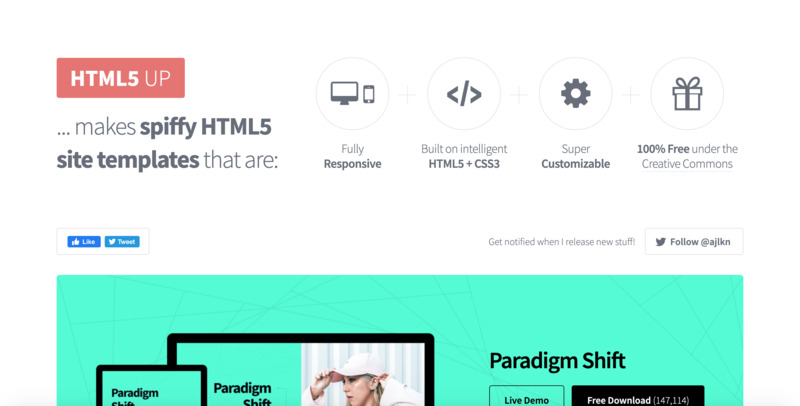 HTML5 UP
... makes spiffy HTML5
site templates that are:
Fully
Responsive
Built on intelligent
HTML5 + CSS3
Super
Customizable
100% Free under the
Creative Commons
Like
Tweet
Get notified when I release new stuff!
Follow @ajlkn
Paradigm Shift
Live Demo
Free Download (147,114)
Paradigm
Shift
Paradigm
Shift